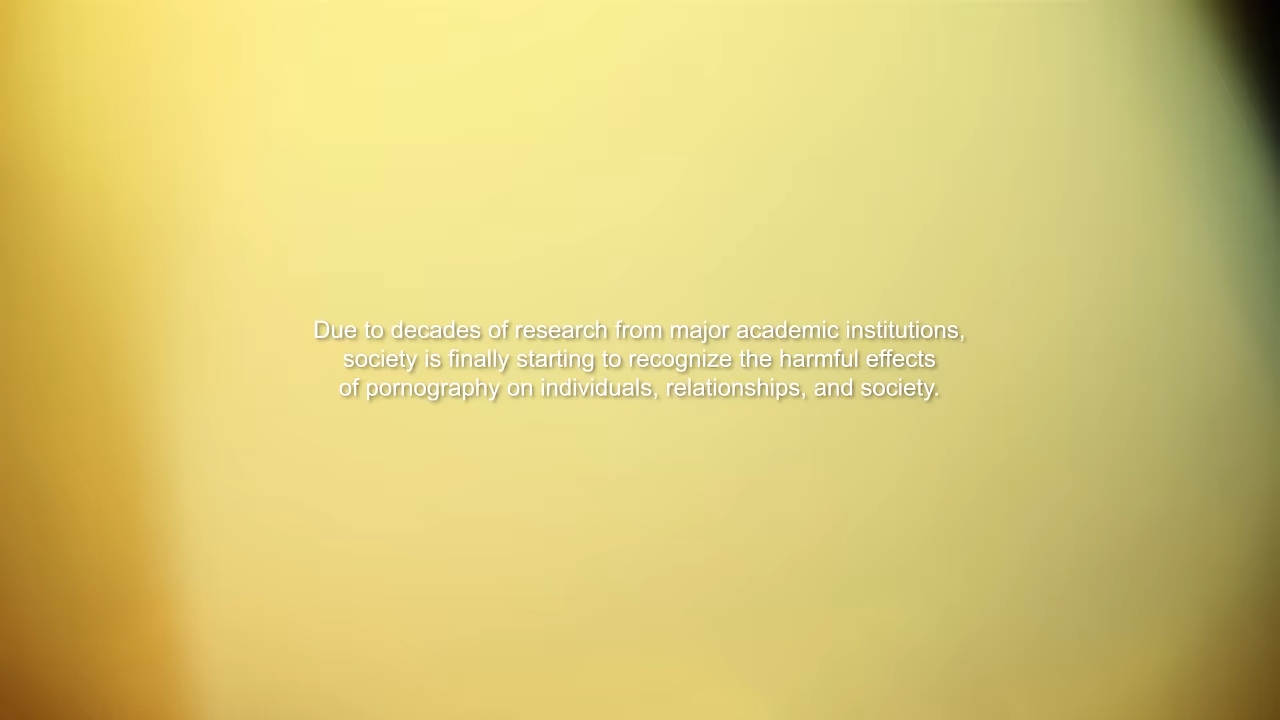 Due to decades of research from major academic institutions,
society is finally starting to recognize the harmful effects
of pornography on individuals, relationships, and society.